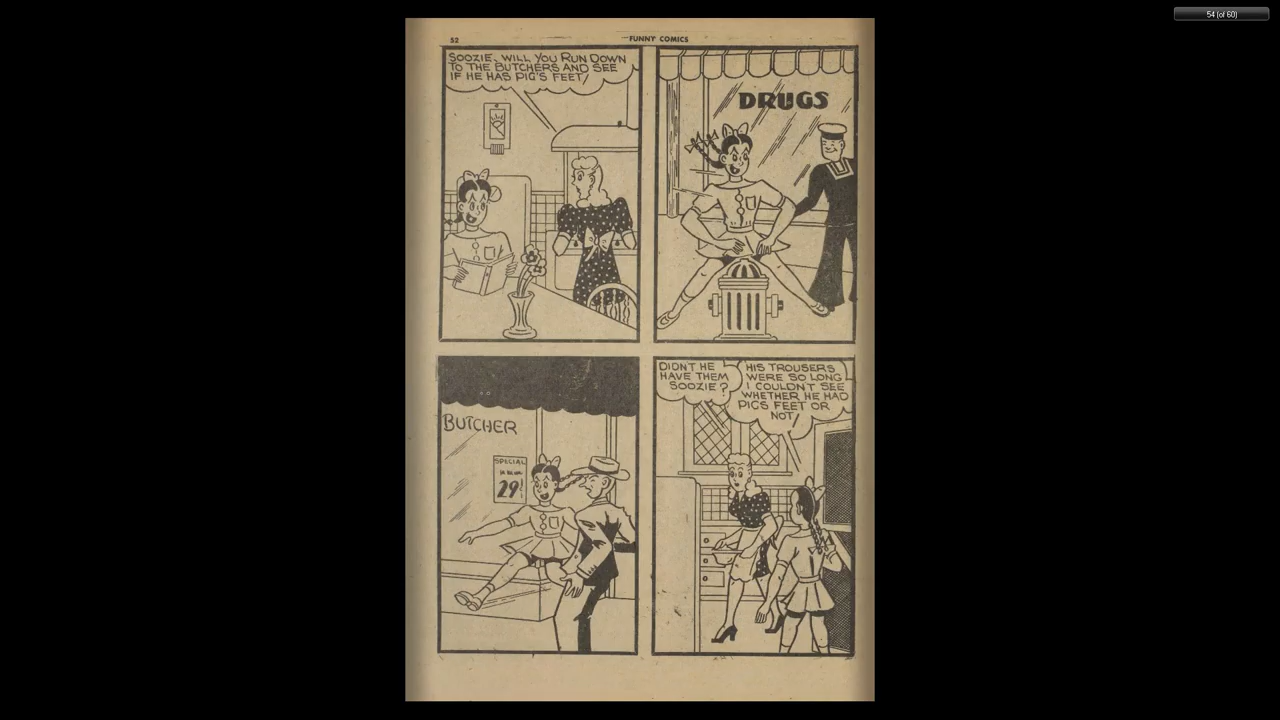 54 (of 60)
52
FUNNY COMICS
SOOZIE, WILL YOU RUN DOWN
TO THE BUTCHERS AND SEE
IF HE HAS PIG'S FEET/
DRUGS
BUTCHER
SPECIAL
29
DIDN'T HE
HAVE THEM
SOOZIE?
HIS TROUSERS
WERE SO LONG
I COULDN'T SEE
WHETHER HE HAD
PIGS FEET OR
NOT/